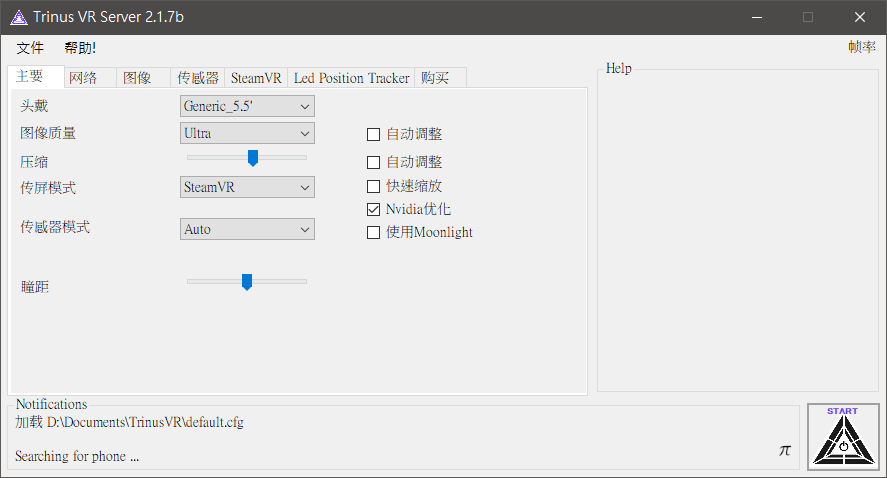 Trinus VR Server 2.1.7b
文件 帮助! 帧率
主要 网络 图像 传感器 SteamVR Led Position Tracker 购买
Help
头戴 Generic_5.5'
图像质量 Ultra 自动调整
压缩 自动调整
传屏模式 SteamVR 快速缩放
Nvidia优化
传感器模式 Auto 使用Moonlight
瞳距
Notifications
加载 D:\Documents\TrinusVR\default.cfg
Searching for phone ...
π
START